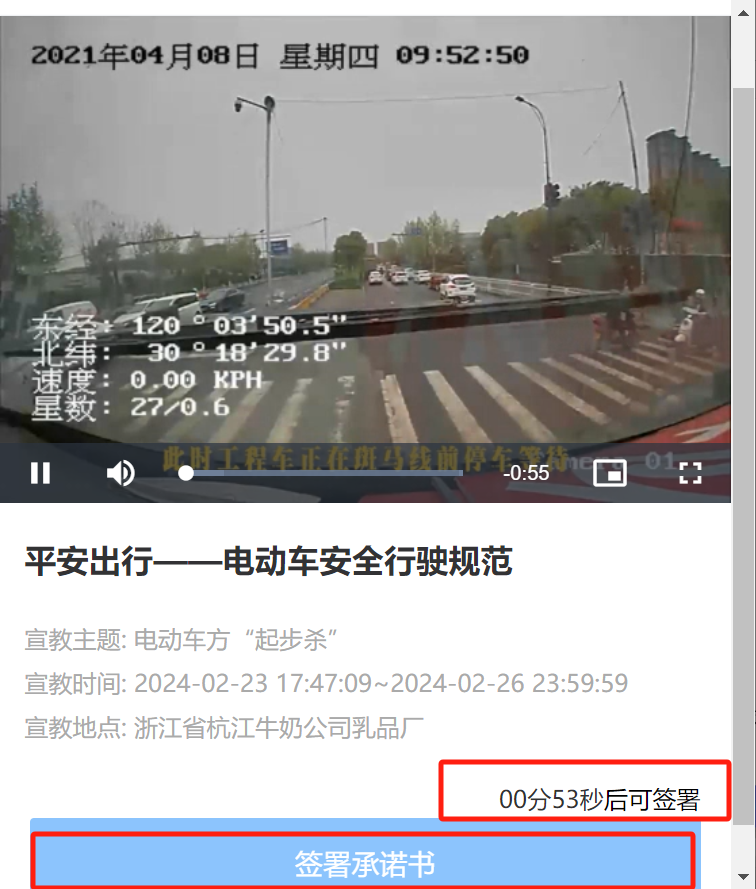 2021年04月08日 星期四 09:52:50
东经: 120°03'50.5"
北纬: 30°18'29.8"
速度: 0.00 KPH
星数: 27/0.6
此时工程车正在斑马线前停车等待
-0:55
平安出行——电动车安全行驶规范
宣教主题: 电动车方“起步杀”
宣教时间: 2024-02-23 17:47:09~2024-02-26 23:59:59
宣教地点: 浙江省杭江牛奶公司乳品厂
00分53秒后可签署
签署承诺书